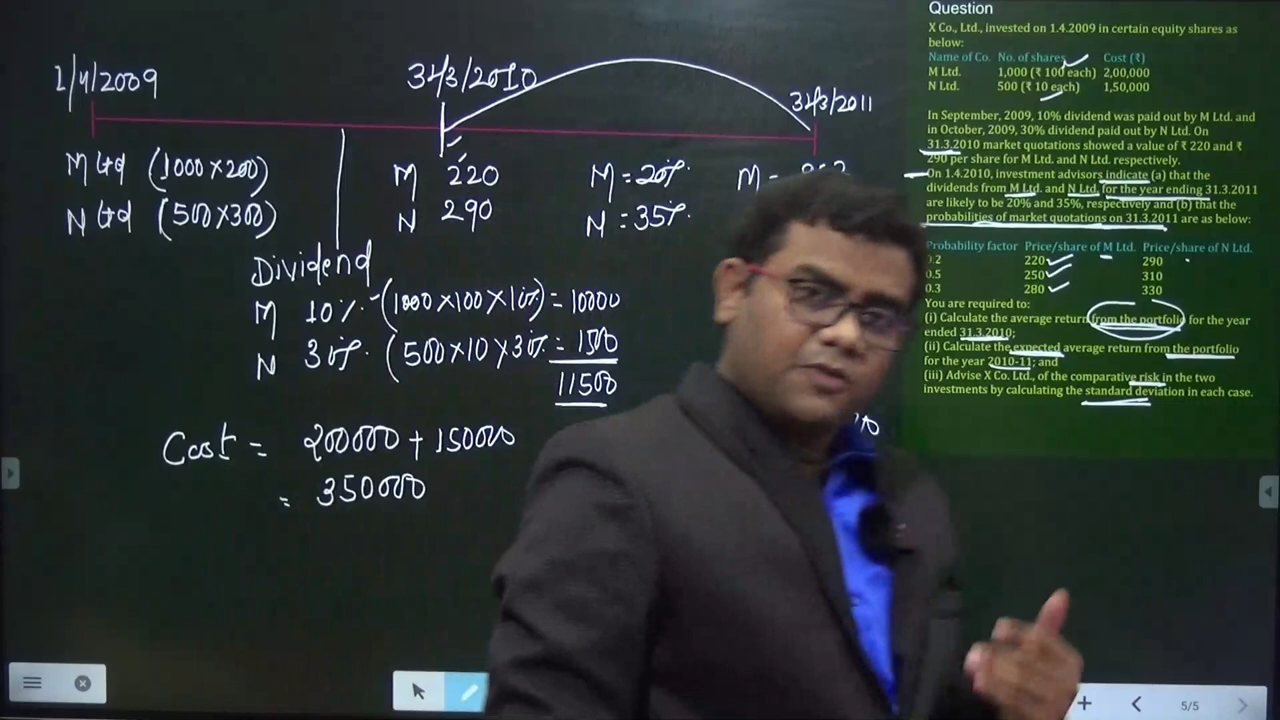 1/4/2009
31/3/2010
31/3/2011
M Ltd (1000×200)
N Ltd (500×300)
M 220
N 290
M = 20%.
N = 35%.
M =
Dividend
M 10% - (1000×100×10%) = 10000
N 30%. (500×10×30% = 1500
11500
Cost = 200000 + 150000
= 350000
Question
X Co., Ltd., invested on 1.4.2009 in certain equity shares as
below:
Name of Co. No. of shares Cost (₹)
M Ltd. 1,000 (₹ 100 each) 2,00,000
N Ltd. 500 (₹ 10 each) 1,50,000
In September, 2009, 10% dividend was paid out by M Ltd. and
in October, 2009, 30% dividend paid out by N Ltd. On
31.3.2010 market quotations showed a value of ₹ 220 and ₹
290 per share for M Ltd. and N Ltd. respectively.
On 1.4.2010, investment advisors indicate (a) that the
dividends from M Ltd. and N Ltd. for the year ending 31.3.2011
are likely to be 20% and 35%, respectively and (b) that the
probabilities of market quotations on 31.3.2011 are as below:
Probability factor Price/share of M Ltd. Price/share of N Ltd.
0.2 220 290
0.5 250 310
0.3 280 330
You are required to:
(i) Calculate the average return from the portfolio for the year
ended 31.3.2010;
(ii) Calculate the expected average return from the portfolio
for the year 2010-11; and
(iii) Advise X Co. Ltd., of the comparative risk in the two
investments by calculating the standard deviation in each case.
5/5